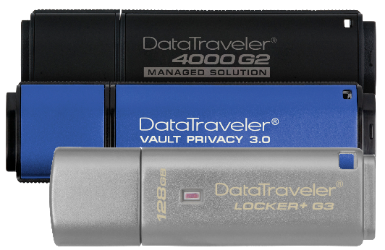 DataTraveler®
4000 G2
MANAGED SOLUTION
DataTraveler®
VAULT PRIVACY 3.0
128GB
DataTraveler®
LOCKER+ G3